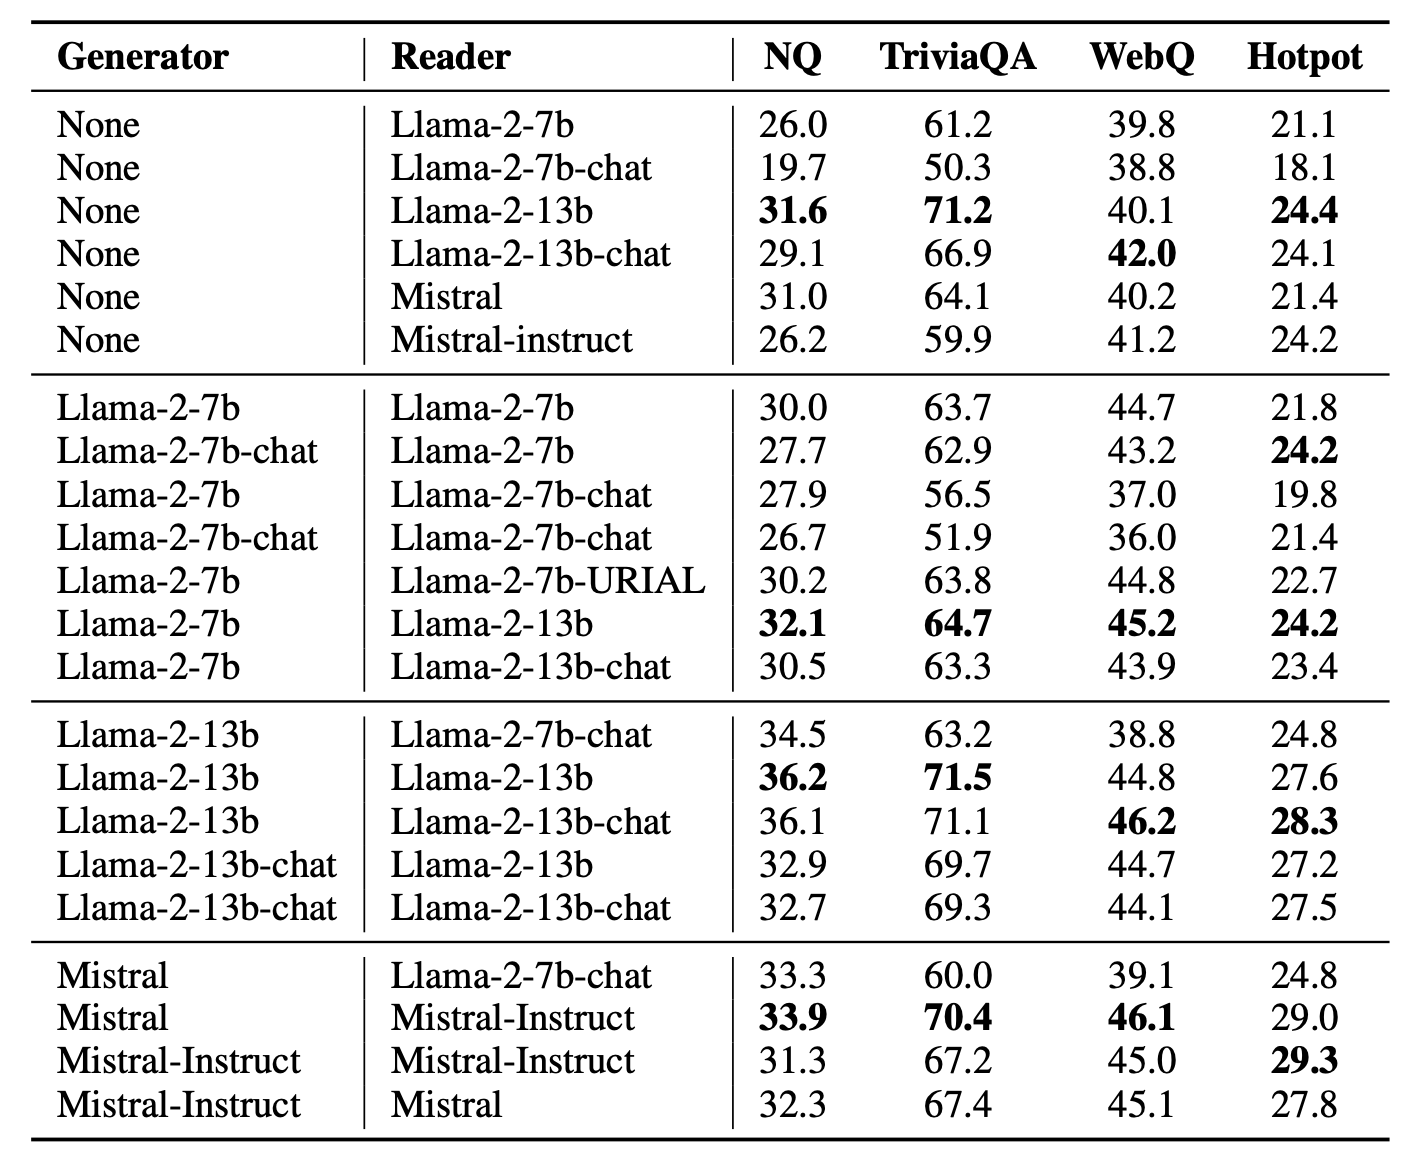 Generator Reader NQ TriviaQA WebQ Hotpot
None Llama-2-7b 26.0 61.2 39.8 21.1
None Llama-2-7b-chat 19.7 50.3 38.8 18.1
None Llama-2-13b 31.6 71.2 40.1 24.4
None Llama-2-13b-chat 29.1 66.9 42.0 24.1
None Mistral 31.0 64.1 40.2 21.4
None Mistral-instruct 26.2 59.9 41.2 24.2
Llama-2-7b Llama-2-7b 30.0 63.7 44.7 21.8
Llama-2-7b-chat Llama-2-7b 27.7 62.9 43.2 24.2
Llama-2-7b Llama-2-7b-chat 27.9 56.5 37.0 19.8
Llama-2-7b-chat Llama-2-7b-chat 26.7 51.9 36.0 21.4
Llama-2-7b Llama-2-7b-URIAL 30.2 63.8 44.8 22.7
Llama-2-7b Llama-2-13b 32.1 64.7 45.2 24.2
Llama-2-7b Llama-2-13b-chat 30.5 63.3 43.9 23.4
Llama-2-13b Llama-2-7b-chat 34.5 63.2 38.8 24.8
Llama-2-13b Llama-2-13b 36.2 71.5 44.8 27.6
Llama-2-13b Llama-2-13b-chat 36.1 71.1 46.2 28.3
Llama-2-13b-chat Llama-2-13b 32.9 69.7 44.7 27.2
Llama-2-13b-chat Llama-2-13b-chat 32.7 69.3 44.1 27.5
Mistral Llama-2-7b-chat 33.3 60.0 39.1 24.8
Mistral Mistral-Instruct 33.9 70.4 46.1 29.0
Mistral-Instruct Mistral-Instruct 31.3 67.2 45.0 29.3
Mistral-Instruct Mistral 32.3 67.4 45.1 27.8